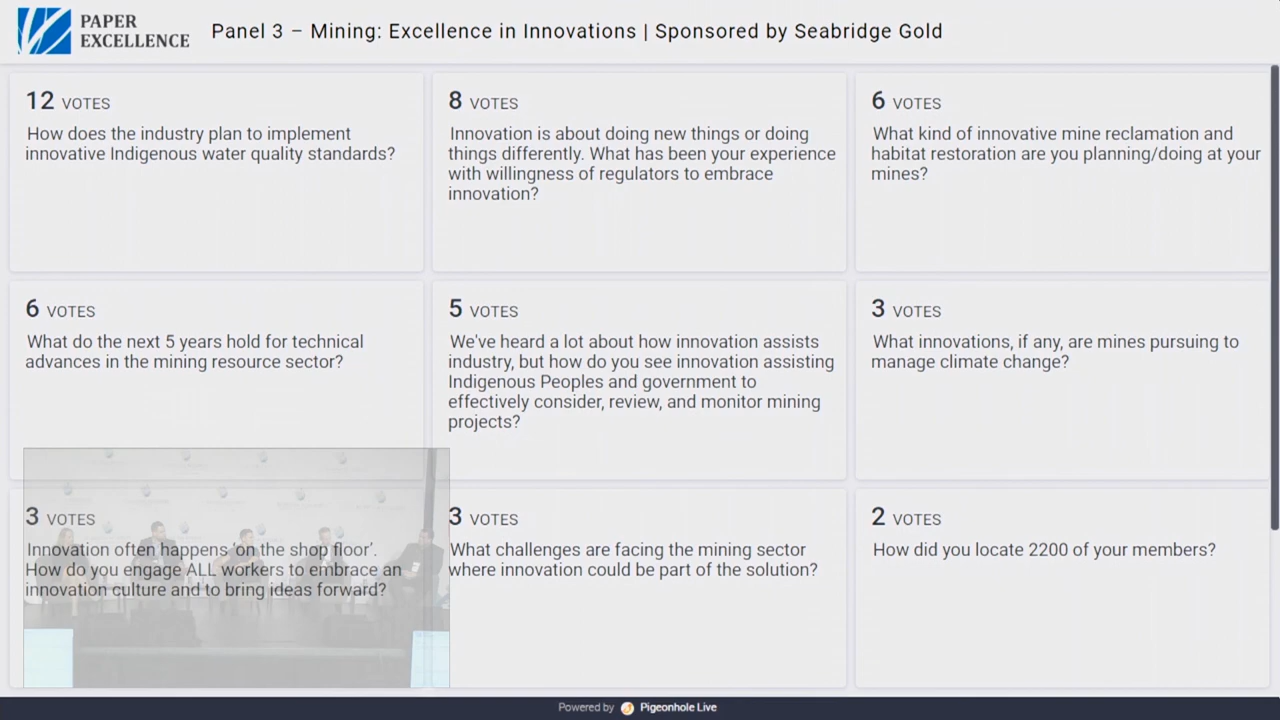 PAPER
EXCELLENCE
Panel 3 – Mining: Excellence in Innovations | Sponsored by Seabridge Gold
12 VOTES
How does the industry plan to implement
innovative Indigenous water quality standards?
8 VOTES
Innovation is about doing new things or doing
things differently. What has been your experience
with willingness of regulators to embrace
innovation?
6 VOTES
What kind of innovative mine reclamation and
habitat restoration are you planning/doing at your
mines?
6 VOTES
What do the next 5 years hold for technical
advances in the mining resource sector?
5 VOTES
We've heard a lot about how innovation assists
industry, but how do you see innovation assisting
Indigenous Peoples and government to
effectively consider, review, and monitor mining
projects?
3 VOTES
What innovations, if any, are mines pursuing to
manage climate change?
3 VOTES
Innovation often happens 'on the shop floor'.
How do you engage ALL workers to embrace an
innovation culture and to bring ideas forward?
3 VOTES
What challenges are facing the mining sector
where innovation could be part of the solution?
2 VOTES
How did you locate 2200 of your members?
Powered by Pigeonhole Live